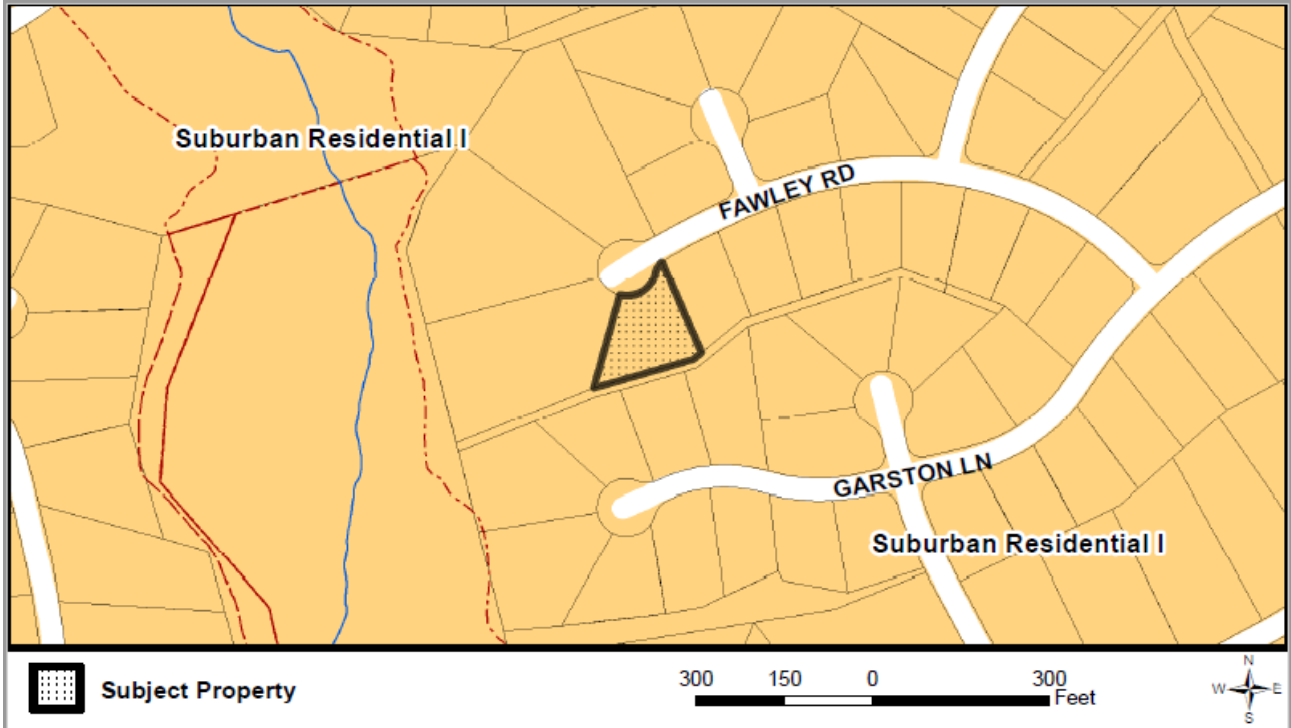 Suburban Residential I
FAWLEY RD
GARSTON LN
Suburban Residential I
Subject Property
300 150 0 300
Feet
N
W E
S